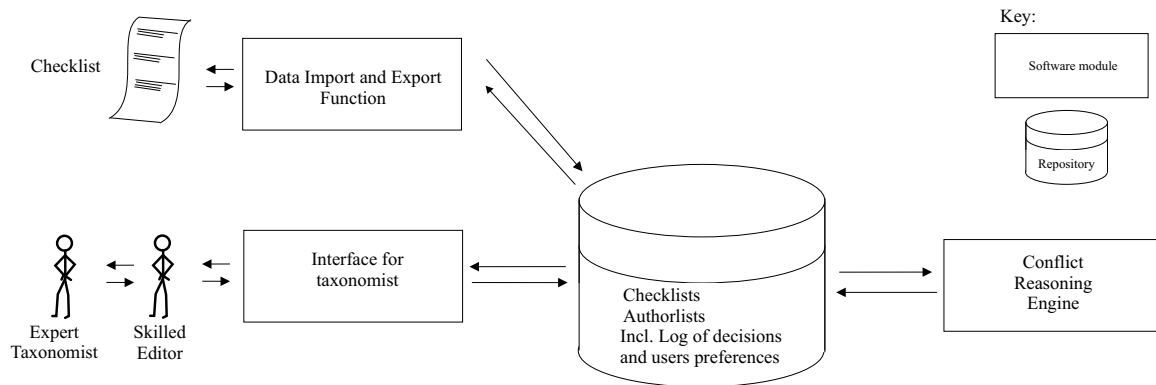 Key:
Checklist
Data Import and Export
Function
Software module
Repository
Interface for
taxonomist
Expert
Taxonomist
Skilled
Editor
Checklists
Authorlists
Incl. Log of decisions
and users preferences
Conflict
Reasoning
Engine